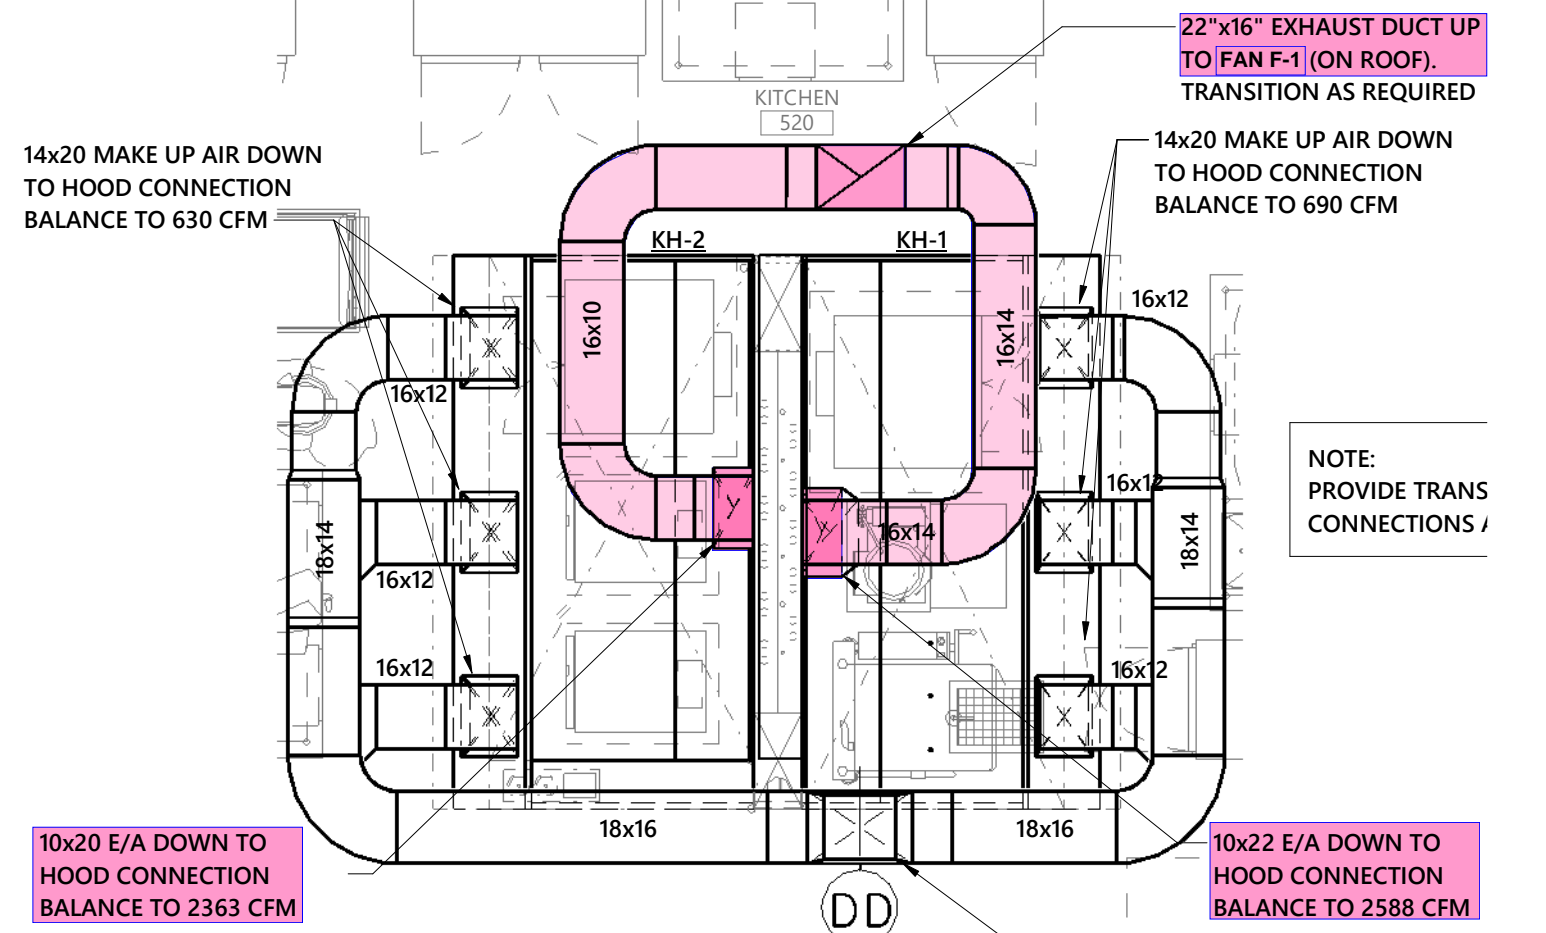 22"x16" EXHAUST DUCT UP
TO FAN F-1 (ON ROOF).
TRANSITION AS REQUIRED
KITCHEN
520
14x20 MAKE UP AIR DOWN
TO HOOD CONNECTION
BALANCE TO 630 CFM
14x20 MAKE UP AIR DOWN
TO HOOD CONNECTION
BALANCE TO 690 CFM
KH-2
KH-1
16x12
16x10
16x14
16x12
NOTE:
PROVIDE TRANS
CONNECTIONS
16x12
18x14
16x14
18x14
16x12
16x12
16x12
18x16
18x16
10x20 E/A DOWN TO
HOOD CONNECTION
BALANCE TO 2363 CFM
10x22 E/A DOWN TO
HOOD CONNECTION
BALANCE TO 2588 CFM
DD